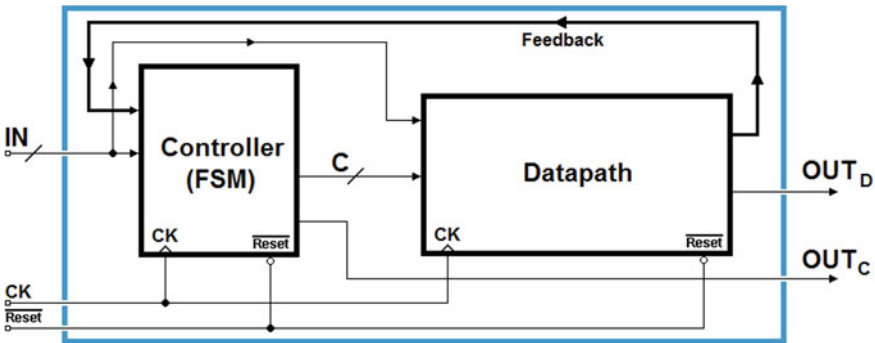 Feedback
IN
Controller
(FSM)
C
Datapath
OUT_D
CK
Reset
CK
Reset
OUT_C
CK
Reset